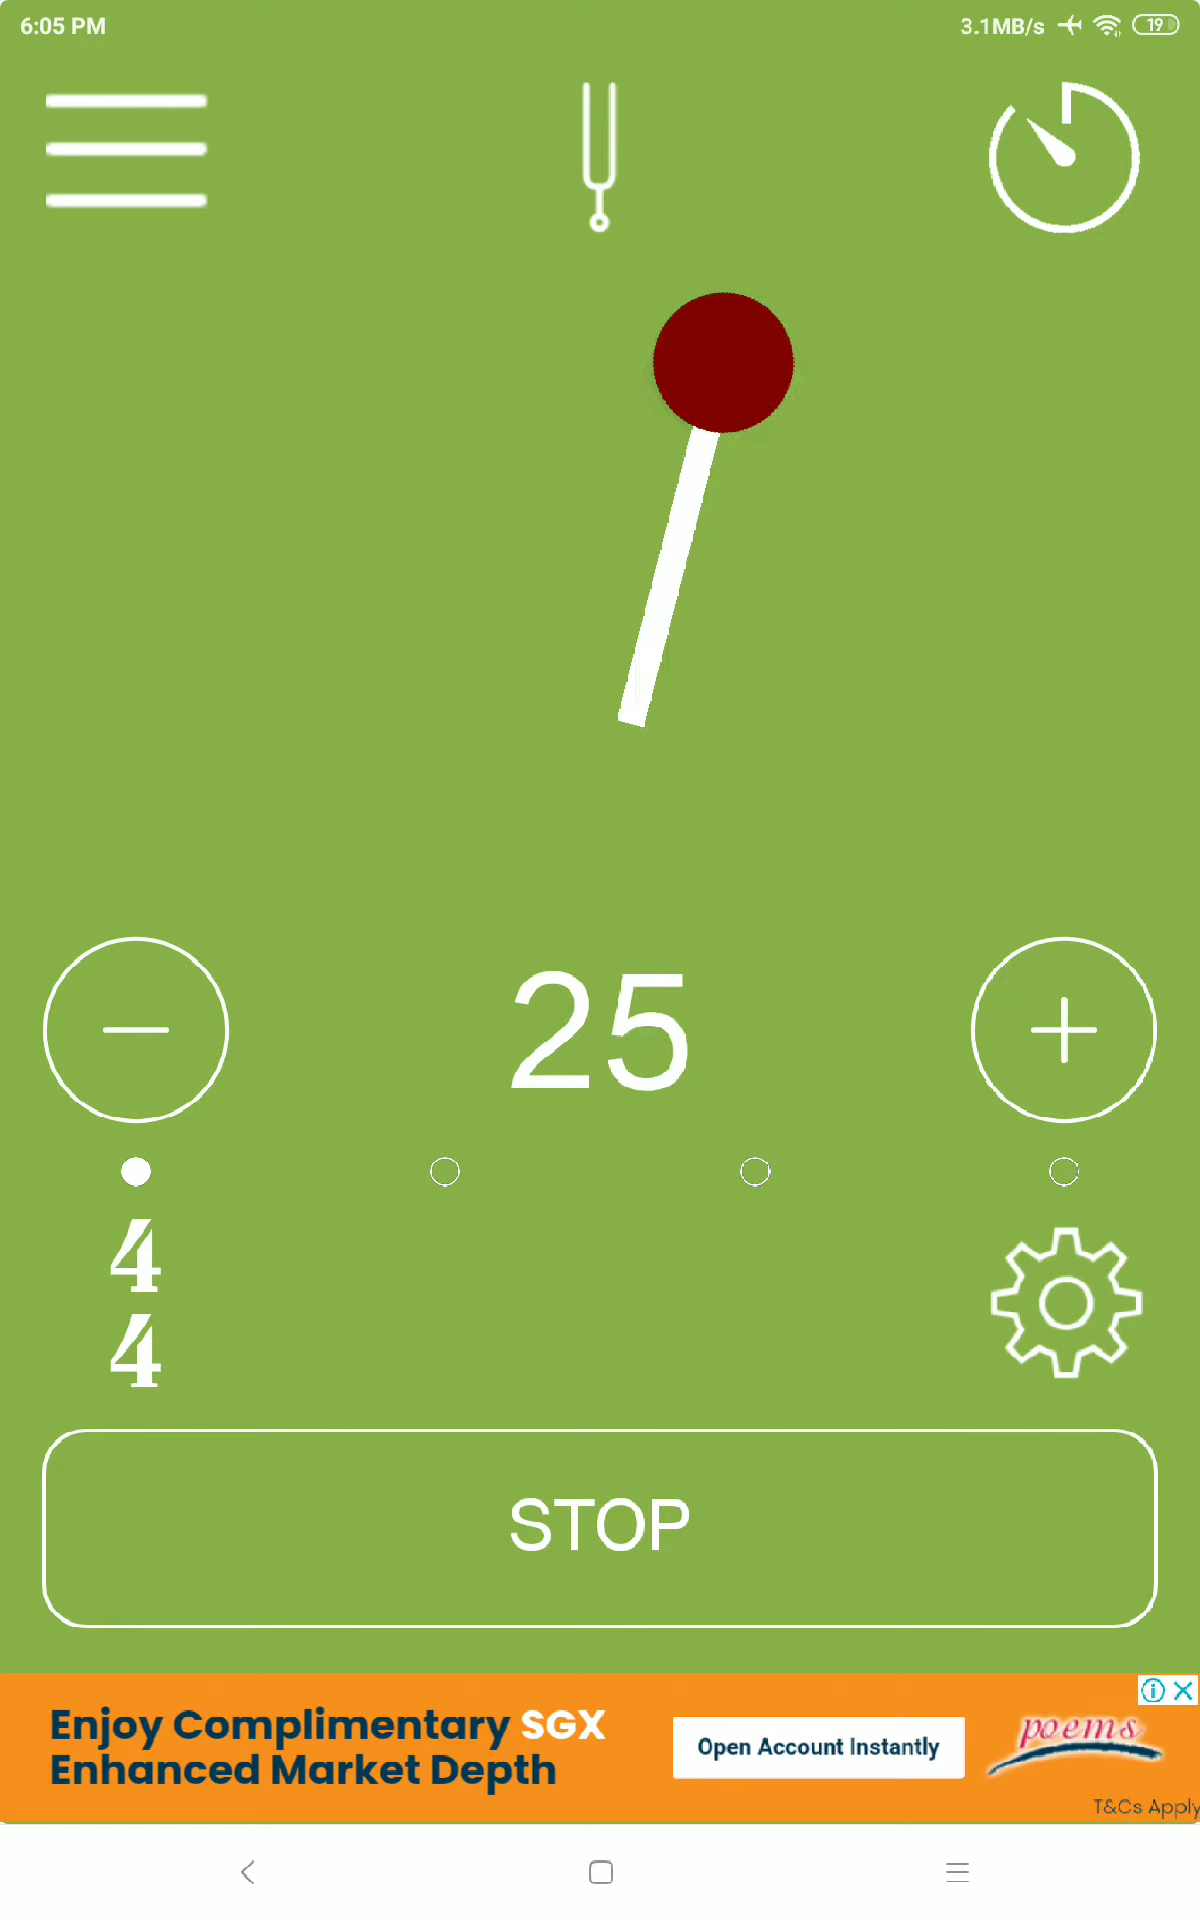 6:05 PM
3.1MB/s
19
25
4
4
STOP
Enjoy Complimentary SGX
Enhanced Market Depth
Open Account Instantly
poems
T&Cs Apply